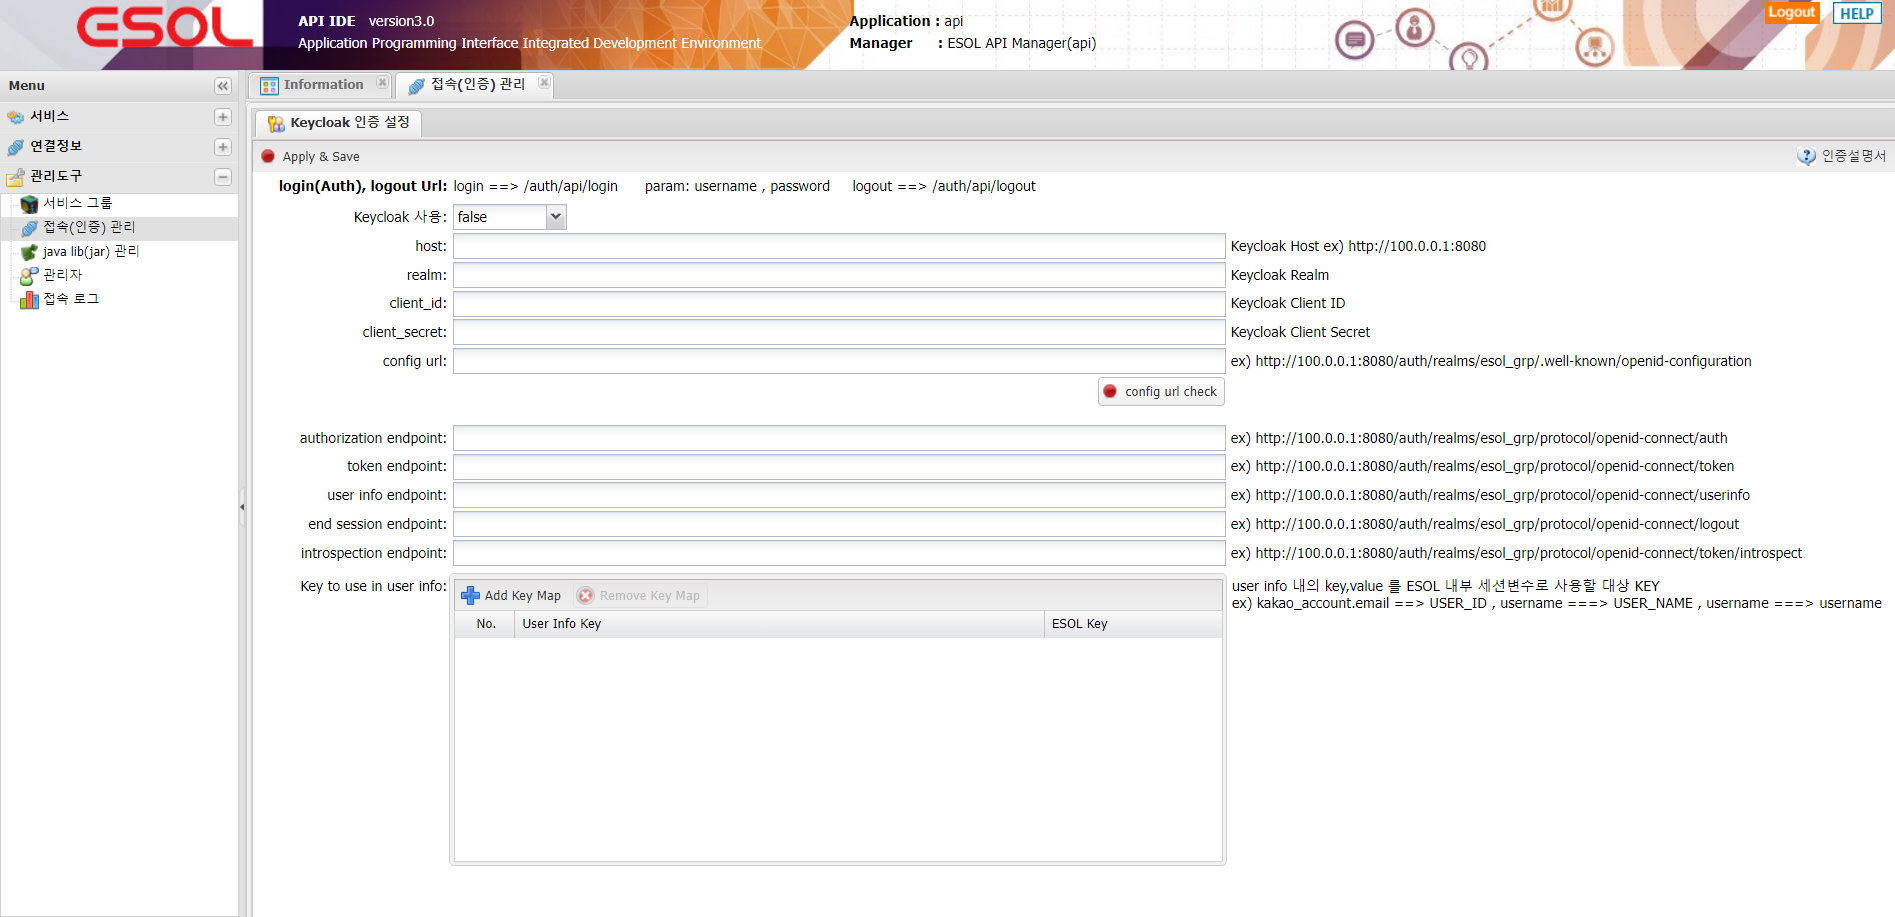 ESOL
API IDE version3.0
Application Programming Interface Integrated Development Environment
Application : api
Manager : ESOL API Manager(api)
Logout
HELP
Menu
서비스
연결정보
관리도구
서비스 그룹
접속(인증) 관리
java lib(jar) 관리
관리자
접속 로그
Information
접속(인증) 관리
Keycloak 인증 설정
Apply & Save
인증설명서
login(Auth), logout Url: login ==> /auth/api/login param: username , password logout ==> /auth/api/logout
Keycloak 사용: false
host: Keycloak Host ex) http://100.0.0.1:8080
realm: Keycloak Realm
client_id: Keycloak Client ID
client_secret: Keycloak Client Secret
config url: ex) http://100.0.0.1:8080/auth/realms/esol_grp/.well-known/openid-configuration
config url check
authorization endpoint: ex) http://100.0.0.1:8080/auth/realms/esol_grp/protocol/openid-connect/auth
token endpoint: ex) http://100.0.0.1:8080/auth/realms/esol_grp/protocol/openid-connect/token
user info endpoint: ex) http://100.0.0.1:8080/auth/realms/esol_grp/protocol/openid-connect/userinfo
end session endpoint: ex) http://100.0.0.1:8080/auth/realms/esol_grp/protocol/openid-connect/logout
introspection endpoint: ex) http://100.0.0.1:8080/auth/realms/esol_grp/protocol/openid-connect/token/introspect
Key to use in user info:
Add Key Map Remove Key Map
No. User Info Key ESOL Key
user info 내의 key,value 를 ESOL 내부 세션변수로 사용할 대상 KEY
ex) kakao_account.email ==> USER_ID , username ===> USER_NAME , username ===> username